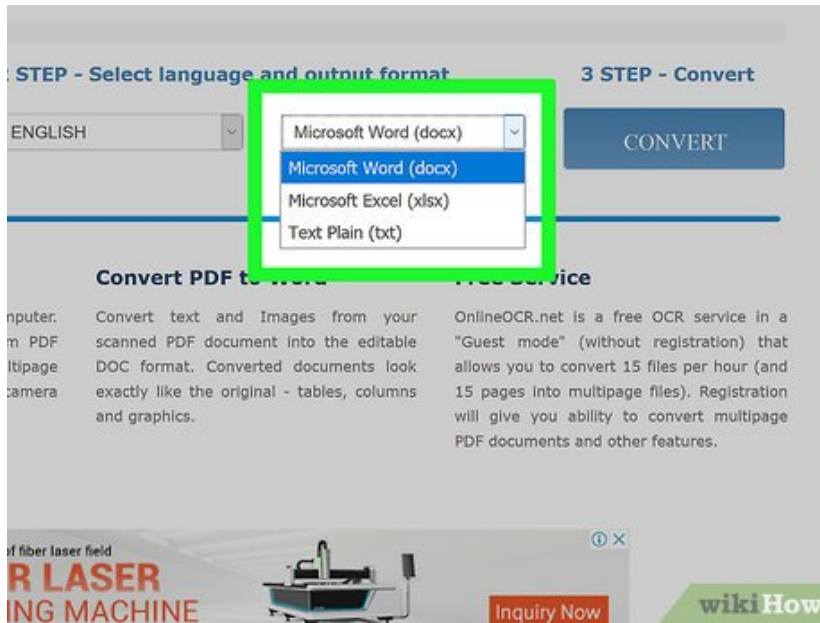 STEP - Select language and output format
3 STEP - Convert
ENGLISH
Microsoft Word (docx)
CONVERT
Microsoft Word (docx)
Microsoft Excel (xlsx)
Text Plain (txt)
Convert PDF to Word
Free Service
mputer.
m PDF
ltipage
camera
Convert text and Images from your
scanned PDF document into the editable
DOC format. Converted documents look
exactly like the original - tables, columns
and graphics.
OnlineOCR.net is a free OCR service in a
"Guest mode" (without registration) that
allows you to convert 15 files per hour (and
15 pages into multipage files). Registration
will give you ability to convert multipage
PDF documents and other features.
of fiber laser field
R LASER
ING MACHINE
Inquiry Now
wikiHow